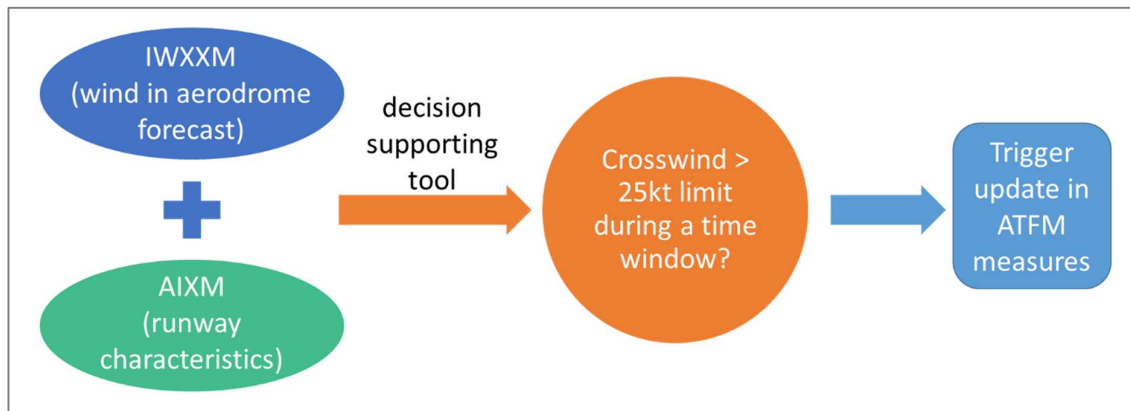 IWXXM
(wind in aerodrome
forecast)
AIXM
(runway
characteristics)
decision
supporting
tool
Crosswind >
25kt limit
during a time
window?
Trigger
update in
ATFM
measures